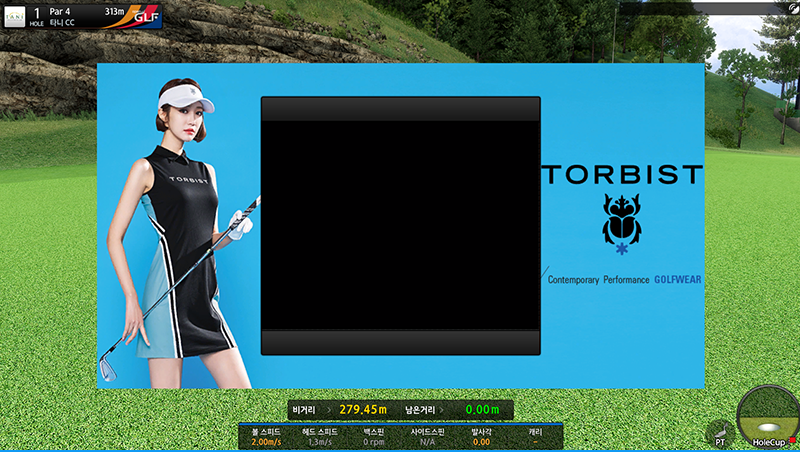 TANI
1
HOLE
Par 4
313m
타니 CC
GLF
TORBIST
TORBIST
Contemporary Performance GOLFWEAR
비거리 279.45m 남은거리 0.00m
볼 스피드 헤드 스피드 백스핀 사이드스핀 발사각 캐리
2.00m/s 1.3m/s 0 rpm N/A 0.00 -
PT
HoleCup